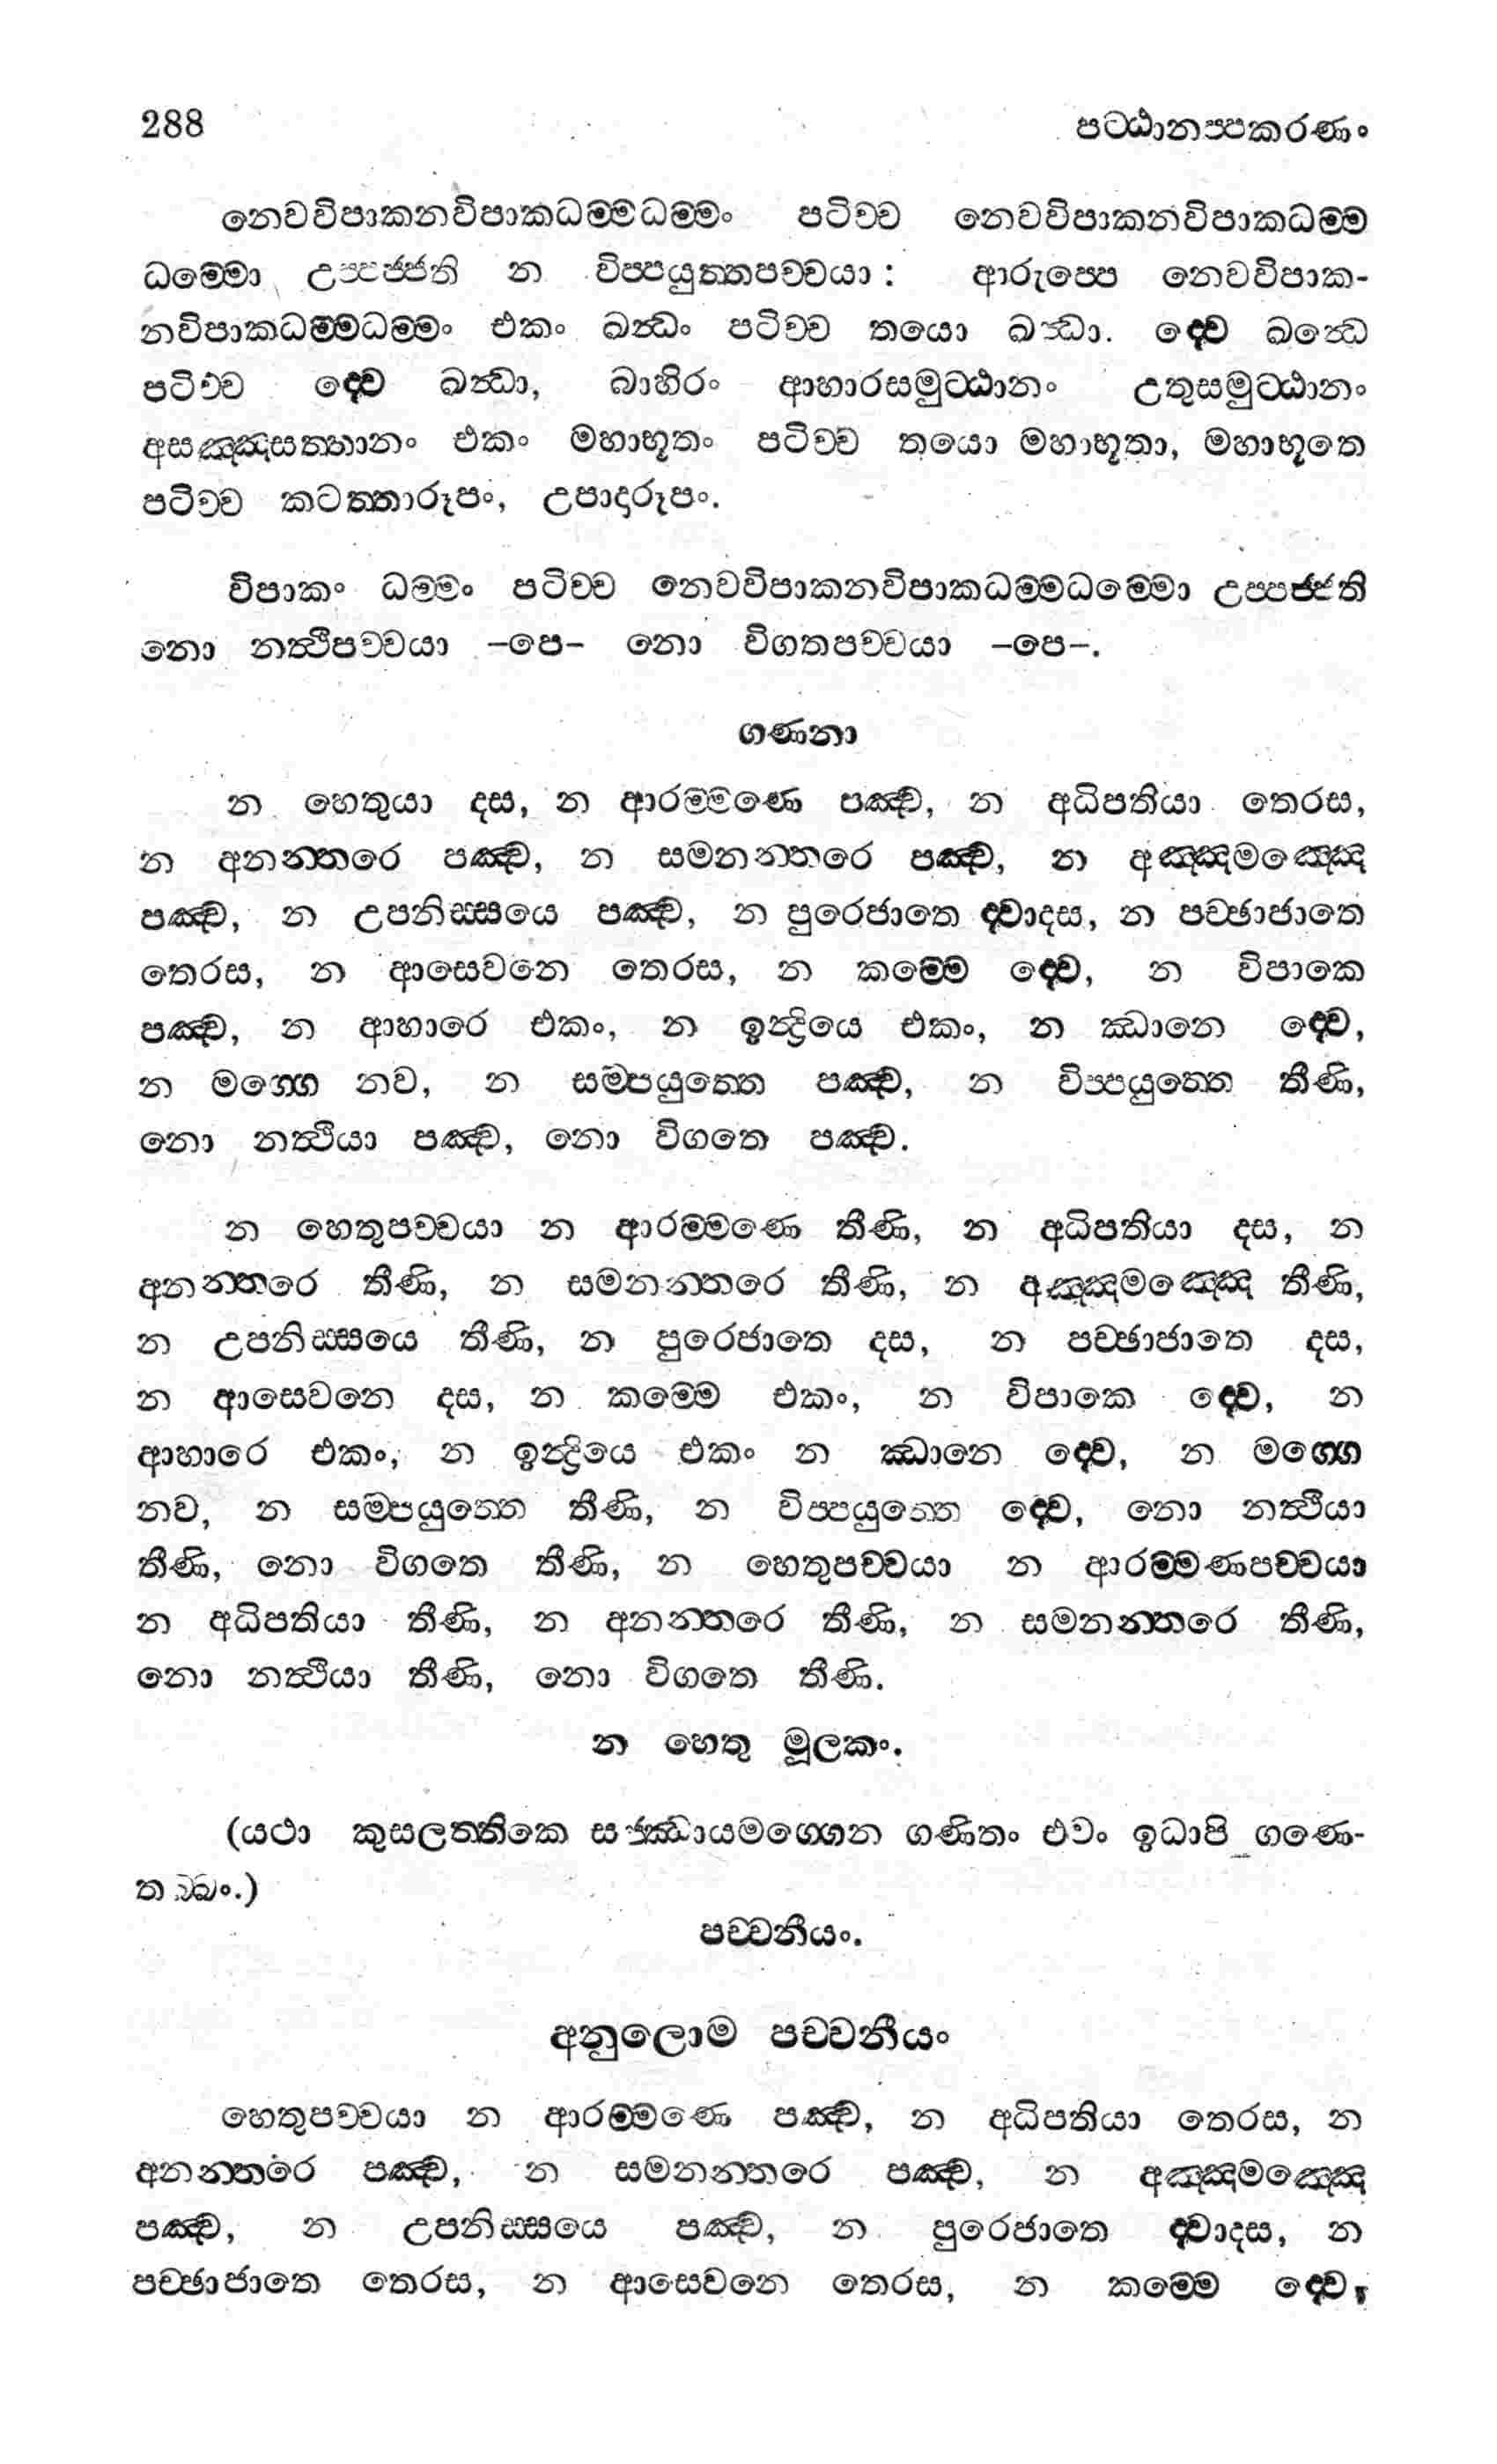 288 පට්ඨානප්පකරණං
නෙවවිපාකනවිපාකධම්මධම්මං පටිච්ච නෙවවිපාකනවිපාකධම්ම
ධම්මො උප්පජ්ජති න විප්පයුත්තපච්චයා: ආරුප්පෙ නෙවවිපාක-
නවිපාකධම්මධම්මං එකං ඛන්ධං පටිච්ච තයො ඛන්ධා. ද්වෙ ඛන්ධෙ
පටිච්ච ද්වෙ ඛන්ධා, බාහිරං ආහාරසමුට්ඨානං උතුසමුට්ඨානං
අසඤ්ඤසත්තානං එකං මහාභූතං පටිච්ච තයො මහාභූතා, මහාභූතෙ
පටිච්ච කටත්තාරූපං, උපාදාරූපං.
විපාකං ධම්මං පටිච්ච නෙවවිපාකනවිපාකධම්මධම්මො උප්පජ්ජති
නො නත්ථිපච්චයා –පෙ– නො විගතපච්චයා –පෙ–.
ගණනා
න හෙතුයා දස, න ආරම්මණෙ පඤ්ච, න අධිපතියා තෙරස,
න අනන්තරෙ පඤ්ච, න සමනන්තරෙ පඤ්ච, න අඤ්ඤමඤ්ඤෙ
පඤ්ච, න උපනිස්සයෙ පඤ්ච, න පුරෙජාතෙ ද්වාදස, න පච්ඡාජාතෙ
තෙරස, න ආසෙවනෙ තෙරස, න කම්මෙ ද්වෙ, න විපාකෙ
පඤ්ච, න ආහාරෙ එකං, න ඉන්ද්‍රියෙ එකං, න ඣානෙ ද්වෙ,
න මග්ගෙ නව, න සම්පයුත්තෙ පඤ්ච, න විප්පයුත්තෙ තීණි,
නො නත්ථියා පඤ්ච, නො විගතෙ පඤ්ච.
න හෙතුපච්චයා න ආරම්මණෙ තීණි, න අධිපතියා දස, න
අනන්තරෙ තීණි, න සමනන්තරෙ තීණි, න අඤ්ඤමඤ්ඤෙ තීණි,
න උපනිස්සයෙ තීණි, න පුරෙජාතෙ දස, න පච්ඡාජාතෙ දස,
න ආසෙවනෙ දස, න කම්මෙ එකං, න විපාකෙ ද්වෙ, න
ආහාරෙ එකං, න ඉන්ද්‍රියෙ එකං න ඣානෙ ද්වෙ, න මග්ගෙ
නව, න සම්පයුත්තෙ තීණි, න විප්පයුත්තෙ ද්වෙ, නො නත්ථියා
තීණි, නො විගතෙ තීණි, න හෙතුපච්චයා න ආරම්මණපච්චයා
න අධිපතියා තීණි, න අනන්තරෙ තීණි, න සමනන්තරෙ තීණි,
නො නත්ථියා තීණි, නො විගතෙ තීණි.
න හෙතු මූලකං.
(යථා කුසලත්තිකෙ සජ්ඣායමග්ගෙන ගණිතං එවං ඉධාපි ගණෙ-
තබ්බං.)
පච්චනීයං.
අනුලොම පච්චනීයං
හෙතුපච්චයා න ආරම්මණෙ පඤ්ච, න අධිපතියා තෙරස, න
අනන්තරෙ පඤ්ච, න සමනන්තරෙ පඤ්ච, න අඤ්ඤමඤ්ඤෙ
පඤ්ච, න උපනිස්සයෙ පඤ්ච, න පුරෙජාතෙ ද්වාදස, න
පච්ඡාජාතෙ තෙරස, න ආසෙවනෙ තෙරස, න කම්මෙ ද්වෙ,